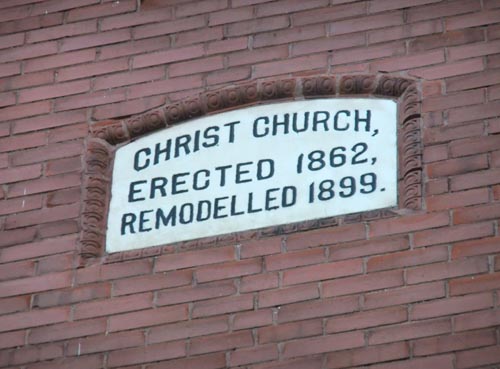 CHRIST CHURCH,
ERECTED 1862,
REMODELLED 1899.